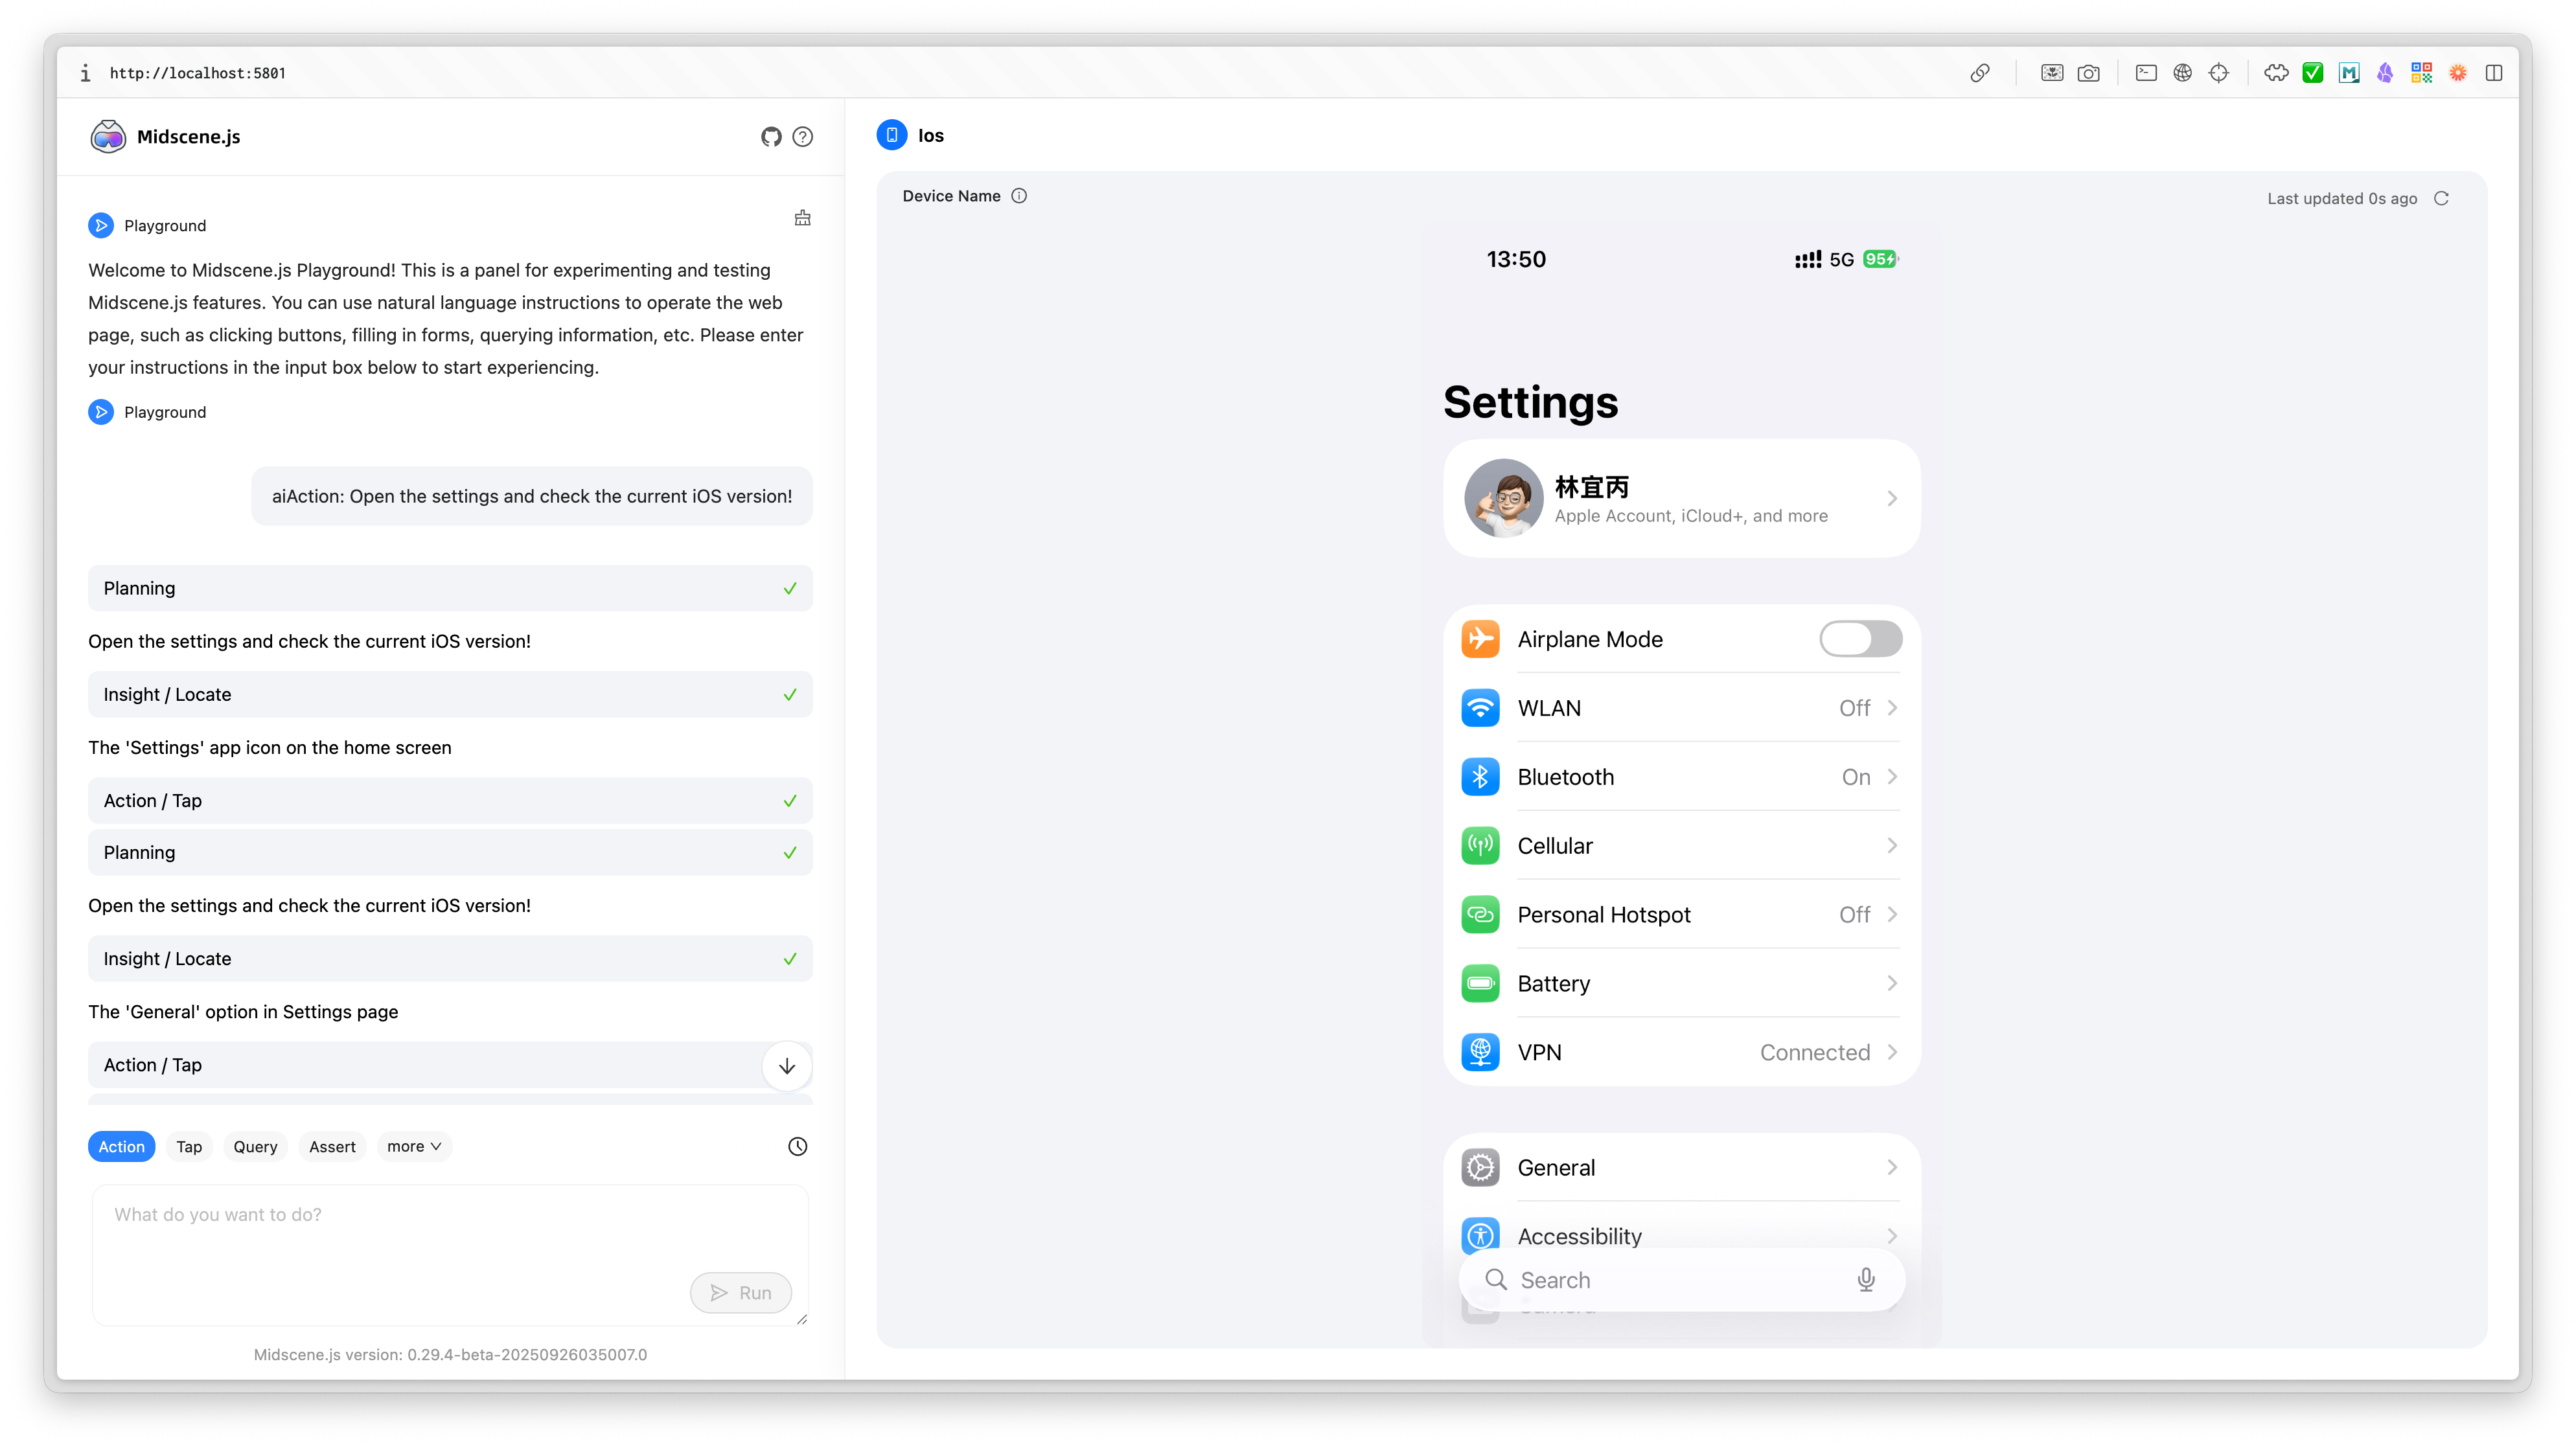 http://localhost:5801
Midscene.js
Playground
Welcome to Midscene.js Playground! This is a panel for experimenting and testing
Midscene.js features. You can use natural language instructions to operate the web
page, such as clicking buttons, filling in forms, querying information, etc. Please enter
your instructions in the input box below to start experiencing.
Playground
aiAction: Open the settings and check the current iOS version!
Planning
Open the settings and check the current iOS version!
Insight / Locate
The 'Settings' app icon on the home screen
Action / Tap
Planning
Open the settings and check the current iOS version!
Insight / Locate
The 'General' option in Settings page
Action / Tap
Action Tap Query Assert more
What do you want to do?
Run
Midscene.js version: 0.29.4-beta-20250926035007.0
Ios
Device Name
Last updated 0s ago
13:50 5G 95
Settings
林宜丙
Apple Account, iCloud+, and more
Airplane Mode
WLAN Off
Bluetooth On
Cellular
Personal Hotspot Off
Battery
VPN Connected
General
Accessibility
Search